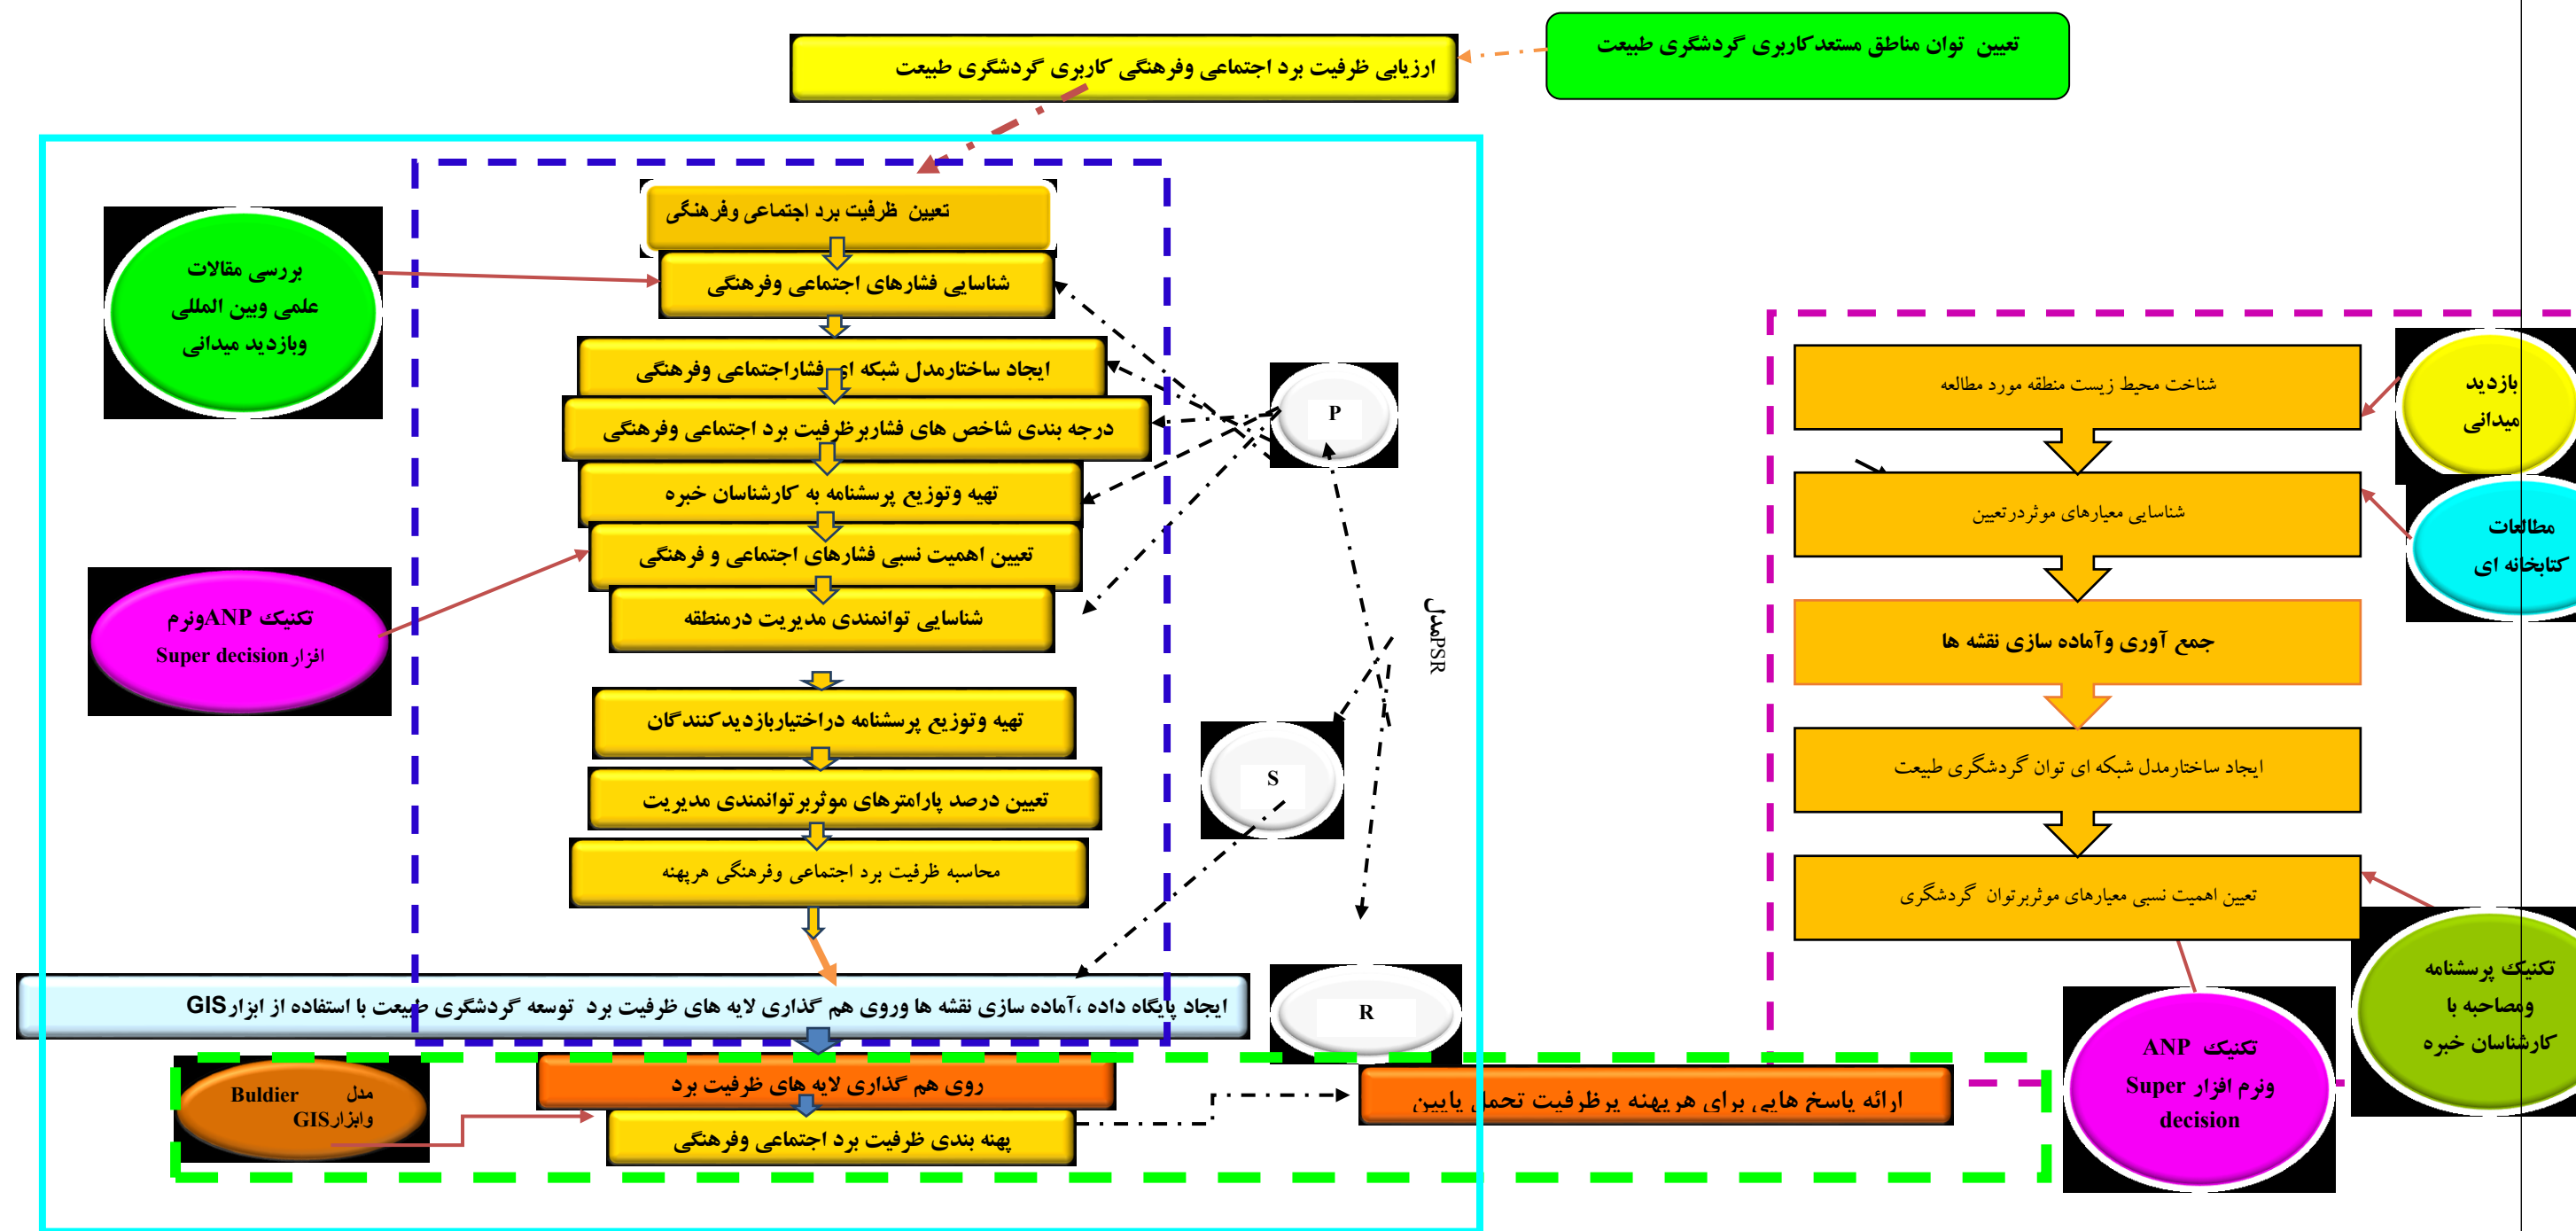 تعیین توان مناطق مستعدکاربری گردشگری طبیعت
ارزیابی ظرفیت برد اجتماعی وفرهنگی کاربری گردشگری طبیعت
تعیین ظرفیت برد اجتماعی وفرهنگی
شناسایی فشارهای اجتماعی وفرهنگی
ایجاد ساختارمدل شبکه ای فشاراجتماعی وفرهنگی
درجه بندی شاخص های فشاربرظرفیت برد اجتماعی وفرهنگی
تهیه وتوزیع پرسشنامه به کارشناسان خبره
تعیین اهمیت نسبی فشارهای اجتماعی و فرهنگی
شناسایی توانمندی مدیریت درمنطقه
تهیه وتوزیع پرسشنامه دراختیاربازدیدکنندگان
تعیین درصد پارامترهای موثربرتوانمندی مدیریت
محاسبه ظرفیت برد اجتماعی وفرهنگی هرپهنه
ایجاد پایگاه داده ،آماده سازی نقشه ها وروی هم گذاری لایه های ظرفیت برد توسعه گردشگری طبیعت با استفاده از ابزارGIS
روی هم گذاری لایه های ظرفیت برد
پهنه بندی ظرفیت برد اجتماعی وفرهنگی
ارائه پاسخ هایی برای هرپهنه برظرفیت تحمل پایین
بررسی مقالات
علمی وبین المللی
وبازدید میدانی
تکنیک ANPونرم
افزارSuper decision
مدل Buldier
وابزارGIS
P
S
R
مدلPSR
شناخت محیط زیست منطقه مورد مطالعه
شناسایی معیارهای موثردرتعیین
جمع آوری وآماده سازی نقشه ها
ایجاد ساختارمدل شبکه ای توان گردشگری طبیعت
تعیین اهمیت نسبی معیارهای موثربرتوان گردشگری
بازدید
میدانی
مطالعات
کتابخانه ای
تکنیک پرسشنامه
ومصاحبه با
کارشناسان خبره
تکنیک ANP
ونرم افزار Super
decision